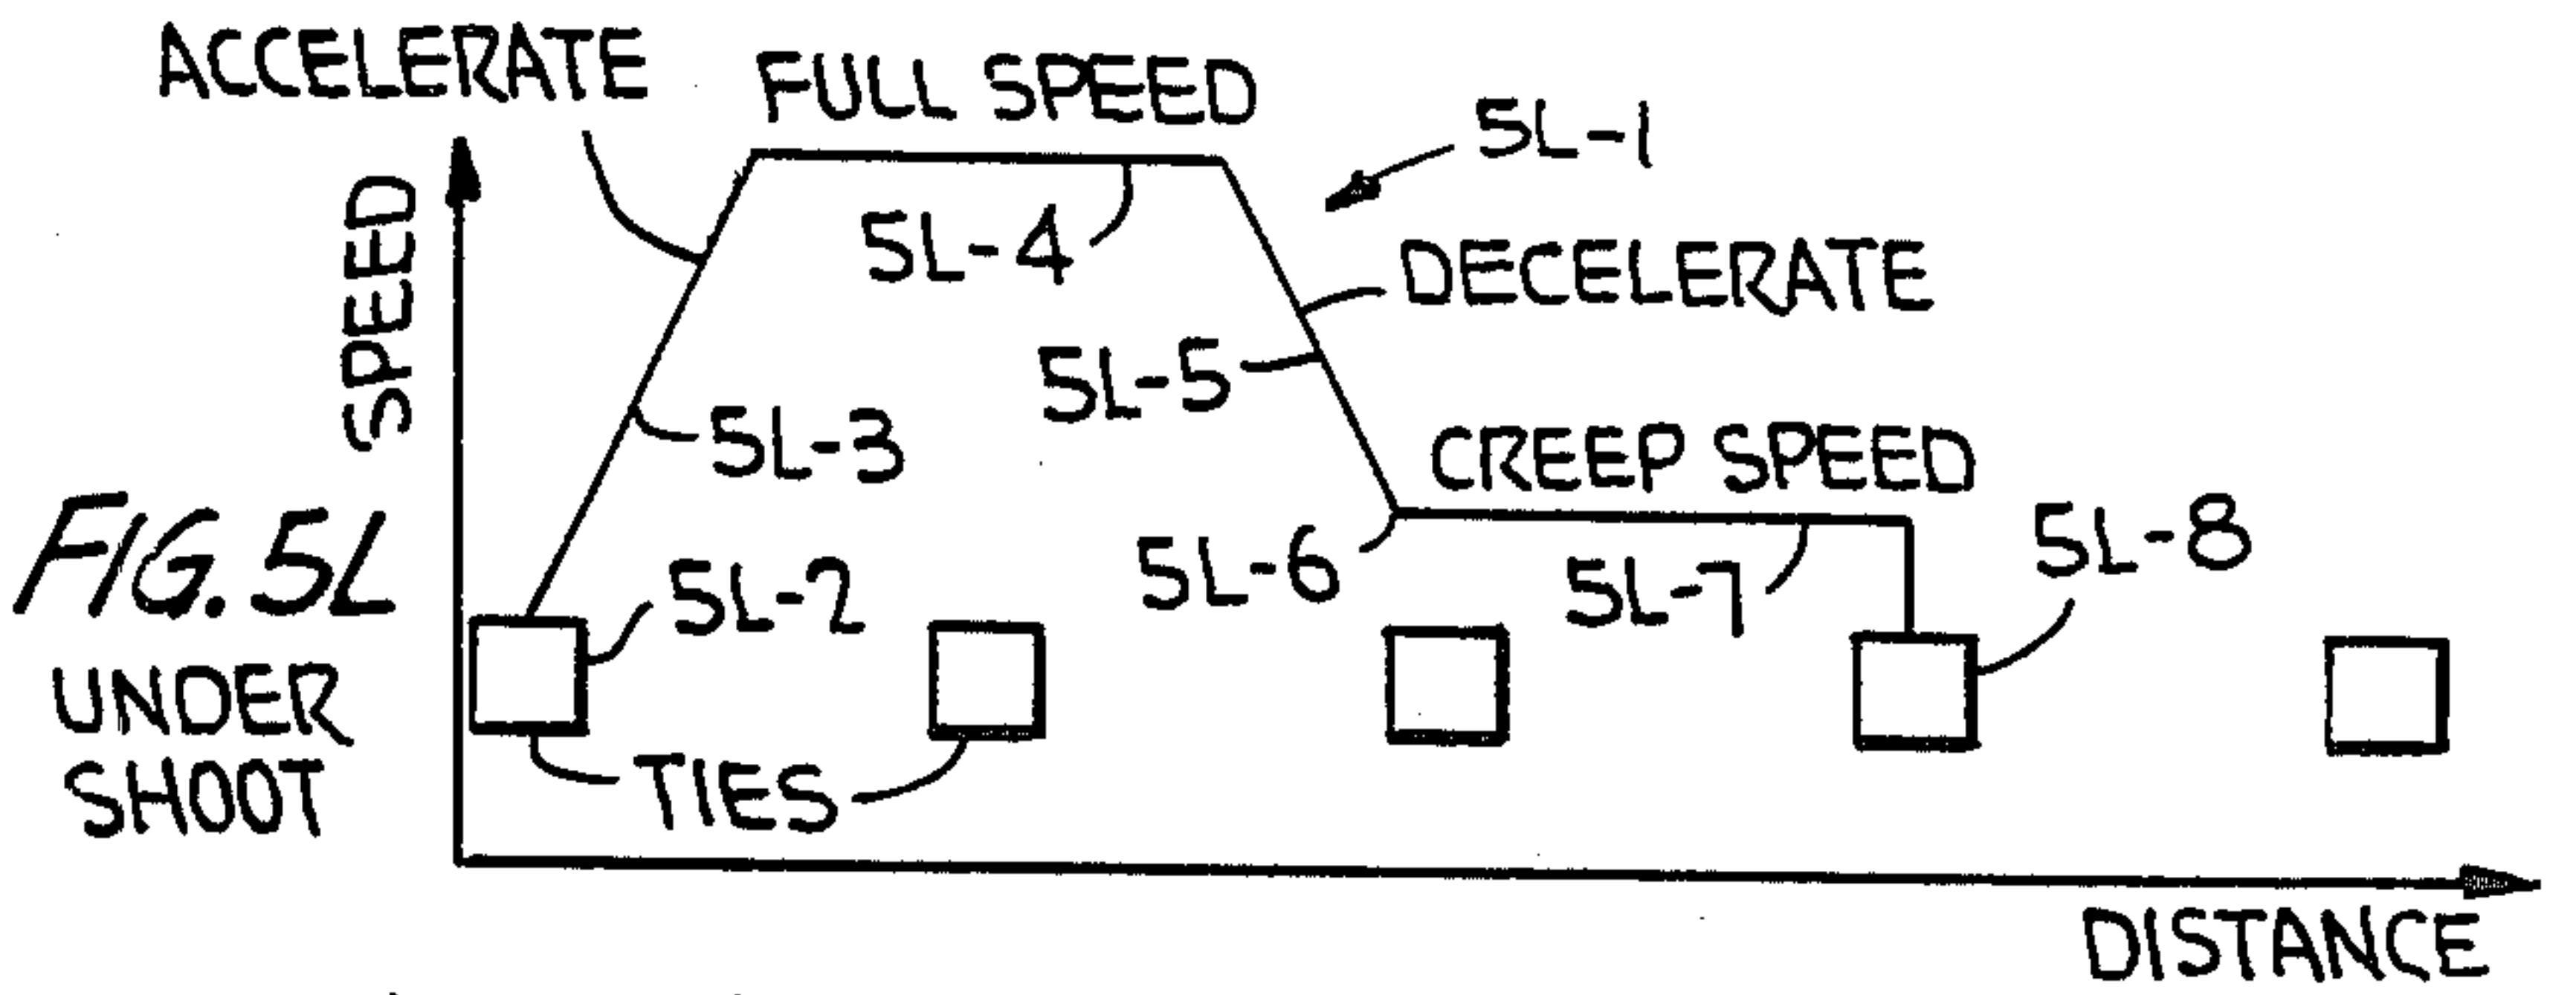 ACCELERATE
FULL SPEED
5L-1
SPEED
5L-4
DECELERATE
5L-5
5L-3
CREEP SPEED
FIG. 5L
UNDER
SHOOT
5L-2
5L-6
5L-7
5L-8
TIES
DISTANCE